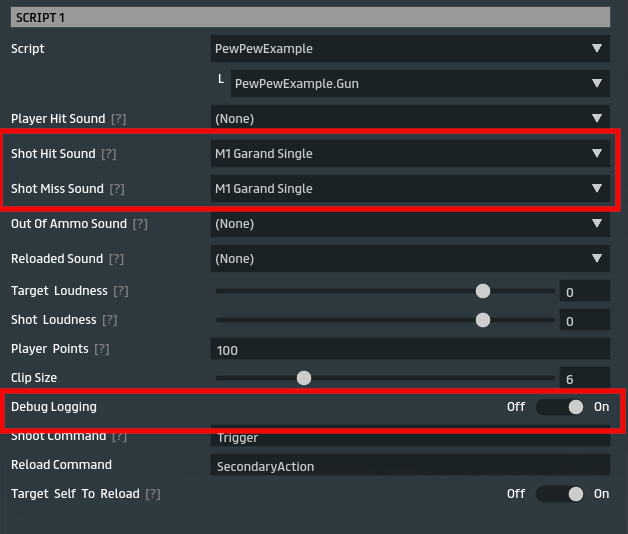 SCRIPT 1
Script PewPewExample
PewPewExample.Gun
Player Hit Sound [?] (None)
Shot Hit Sound [?] M1 Garand Single
Shot Miss Sound [?] M1 Garand Single
Out Of Ammo Sound [?] (None)
Reloaded Sound [?] (None)
Target Loudness [?] 0
Shot Loudness [?] 0
Player Points [?] 100
Clip Size 6
Debug Logging Off On
Shoot Command [?] Trigger
Reload Command SecondaryAction
Target Self To Reload [?] Off On